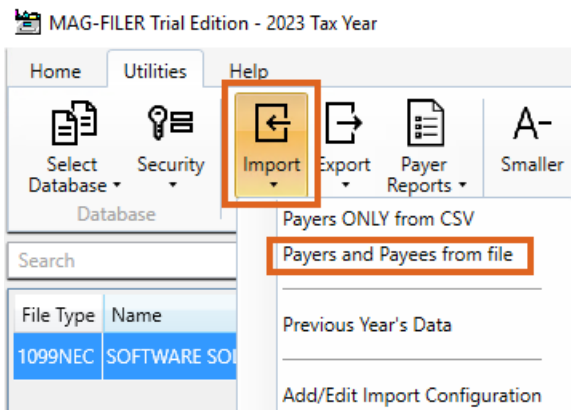 MAG-FILER Trial Edition - 2023 Tax Year
Home Utilities Help
Select Database Security Import Export Payer Reports A- Smaller
Database
Payers ONLY from CSV
Search
Payers and Payees from file
File Type Name
Previous Year's Data
1099NEC SOFTWARE
Add/Edit Import Configuration